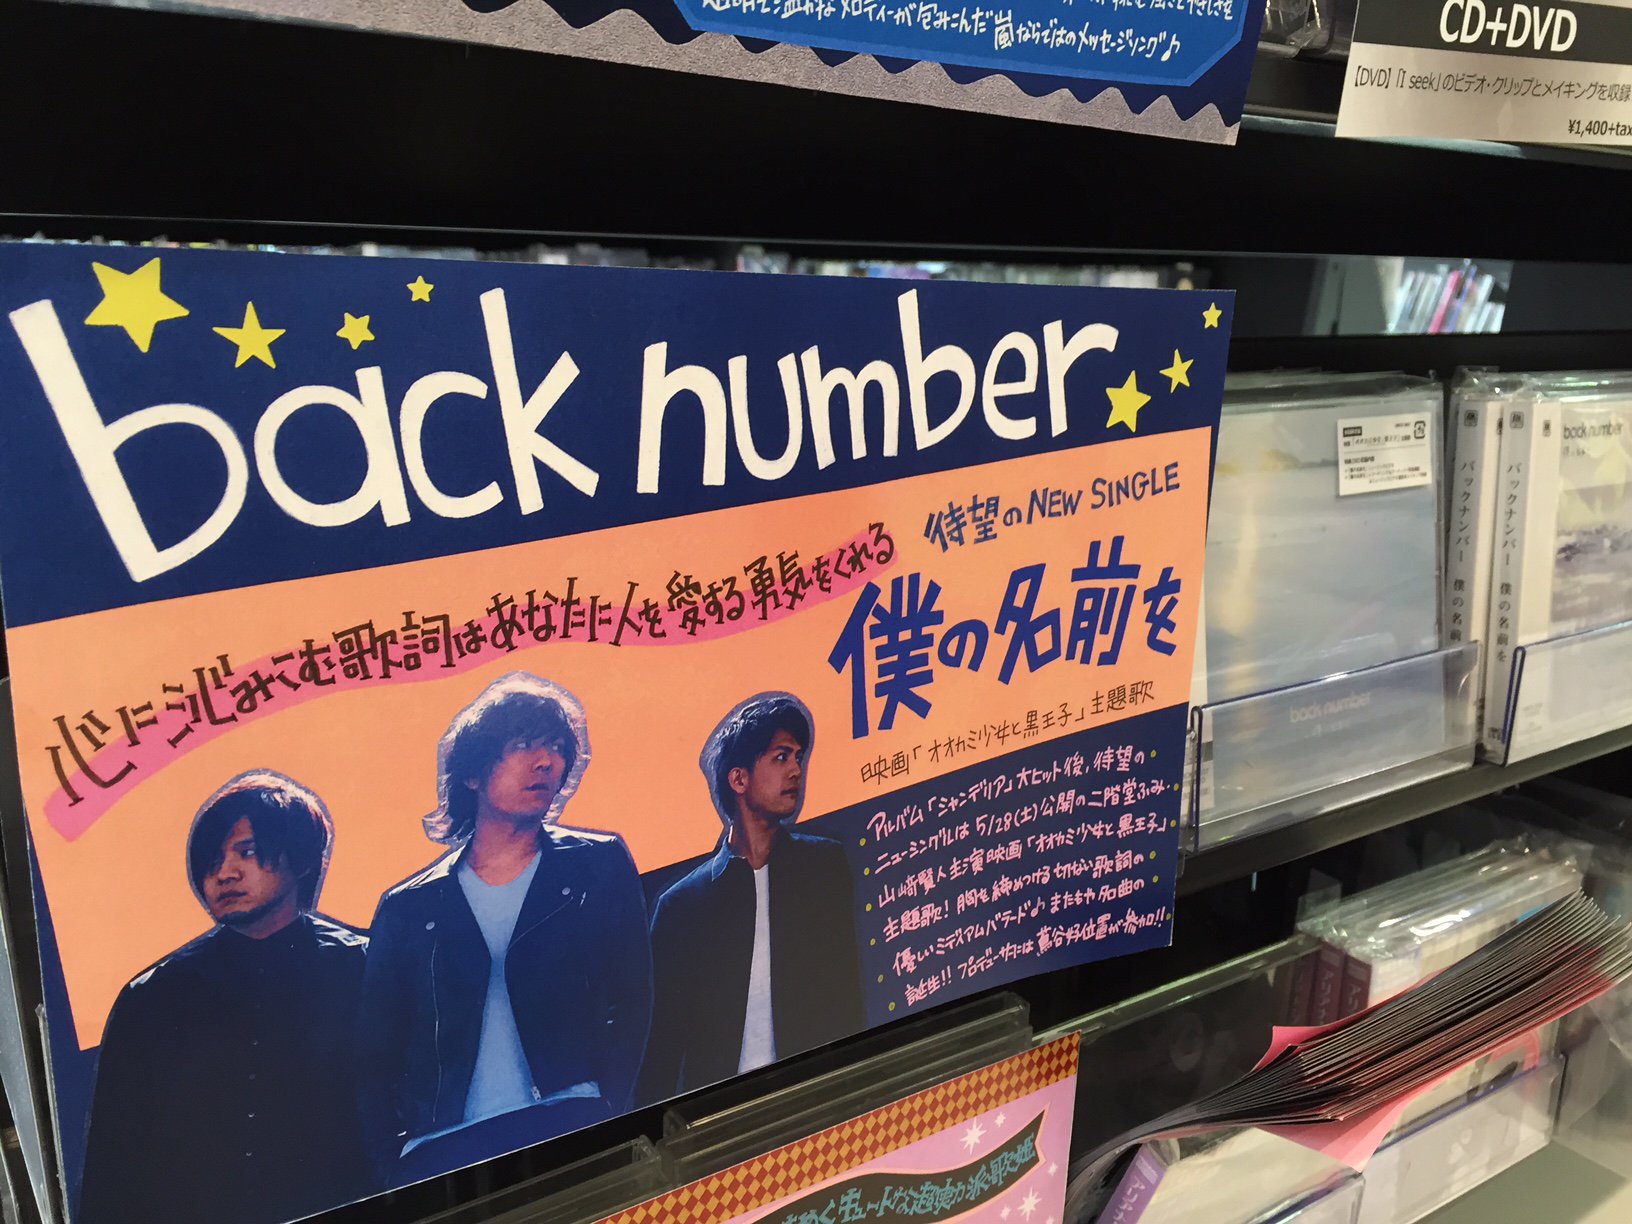 メロディーが包みこんだ嵐ならではのメッセージソング♪
CD+DVD
【DVD】「I seek」のビデオ・クリップとメイキングを収録
¥1,400+tax
back number
待望のNEW SINGLE
心に沁みこむ歌詞はあなたに人を愛する勇気をくれる
僕の名前を
映画「オオカミ少女と黒王子」主題歌
アルバム「シャンデリア」大ヒット後、待望の
ニューシングルは5/28(土)公開の二階堂ふみ・
山﨑賢人主演映画「オオカミ少女と黒王子」
主題歌!胸を締めつける切ない歌詞の
優しいミディアムバラード♪またもや名曲の
誕生!!プロデューサーには蔦谷好位置が参加!!
back number
バックナンバー 僕の名前を
バックナンバー 僕の名前を
back number
キュートな超実力派歌姫